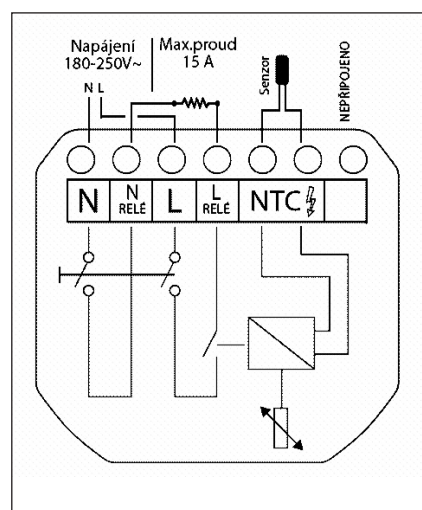 Napájení
180-250V~
Max.proud
15 A
N L
Senzor
NEPŘIPOJENO
N
N
RELÉ
L
L
RELÉ
NTC